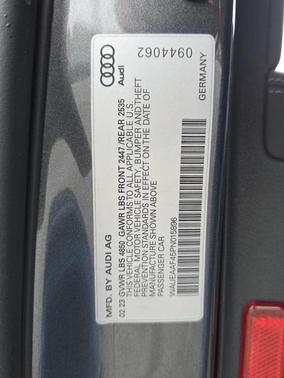 Audi
0944062
GERMANY
MFD. BY AUDI AG
02 23 GVWR LBS 4850 GAWR LBS FRONT 2447 /REAR 2535
THIS VEHICLE CONFORMS TO ALL APPLICABLE U.S.
FEDERAL MOTOR VEHICLE SAFETY, BUMPER AND THEFT
PREVENTION STANDARDS IN EFFECT ON THE DATE OF
MANUFACTURE SHOWN ABOVE.
PASSENGER CAR
WAUEAAF45PN015896